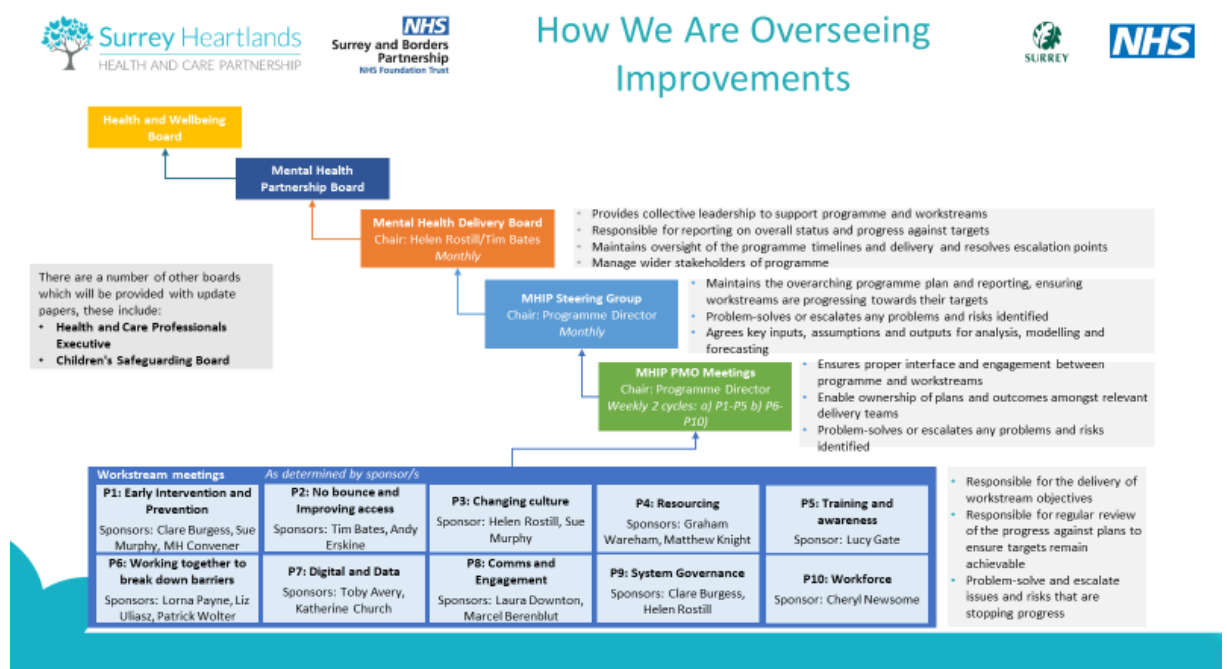 Surrey Heartlands
HEALTH AND CARE PARTNERSHIP
NHS
Surrey and Borders
Partnership
NHS Foundation Trust
How We Are Overseeing
Improvements
SURREY
NHS
Health and Wellbeing
Board
Mental Health
Partnership Board
Mental Health Delivery Board
Chair: Helen Rostill/Tim Bates
Monthly
• Provides collective leadership to support programme and workstreams
• Responsible for reporting on overall status and progress against targets
• Maintains oversight of the programme timelines and delivery and resolves escalation points
• Manage wider stakeholders of programme
There are a number of other boards
which will be provided with update
papers, these include:
• Health and Care Professionals
Executive
• Children's Safeguarding Board
MHIP Steering Group
Chair: Programme Director
Monthly
• Maintains the overarching programme plan and reporting, ensuring
workstreams are progressing towards their targets
• Problem-solves or escalates any problems and risks identified
• Agrees key inputs, assumptions and outputs for analysis, modelling and
forecasting
MHIP PMO Meetings
Chair: Programme Director
Weekly 2 cycles: a) P1-P5 b) P6-
P10)
• Ensures proper interface and engagement between
programme and workstreams
• Enable ownership of plans and outcomes amongst relevant
delivery teams
• Problem-solves or escalates any problems and risks
identified
Workstream meetings
As determined by sponsor/s
P1: Early Intervention and
Prevention
Sponsors: Clare Burgess, Sue
Murphy, MH Convener
P2: No bounce and
Improving access
Sponsors: Tim Bates, Andy
Erskine
P3: Changing culture
Sponsor: Helen Rostill, Sue
Murphy
P4: Resourcing
Sponsors: Graham
Wareham, Matthew Knight
P5: Training and
awareness
Sponsor: Lucy Gate
P6: Working together to
break down barriers
Sponsors: Lorna Payne, Liz
Uliasz, Patrick Wolter
P7: Digital and Data
Sponsors: Toby Avery,
Katherine Church
P8: Comms and
Engagement
Sponsors: Laura Downton,
Marcel Berenblut
P9: System Governance
Sponsors: Clare Burgess,
Helen Rostill
P10: Workforce
Sponsor: Cheryl Newsome
• Responsible for the delivery of
workstream objectives
• Responsible for regular review
of the progress against plans to
ensure targets remain
achievable
• Problem-solve and escalate
issues and risks that are
stopping progress